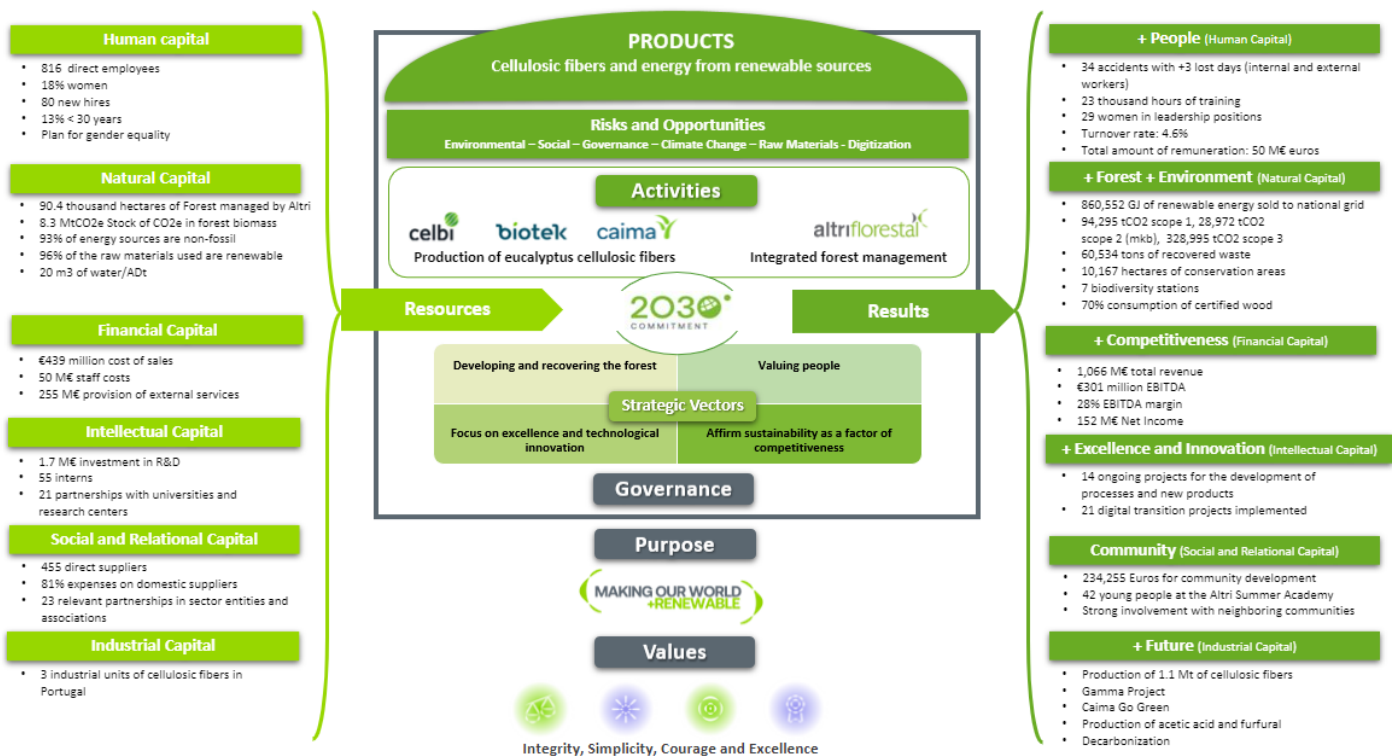 Human capital
• 816 direct employees
• 18% women
• 80 new hires
• 13% < 30 years
• Plan for gender equality
Natural Capital
• 90.4 thousand hectares of Forest managed by Altri
• 8.3 MtCO2e Stock of CO2e in forest biomass
• 93% of energy sources are non-fossil
• 96% of the raw materials used are renewable
• 20 m3 of water/ADt
Financial Capital
• €439 million cost of sales
• 50 M€ staff costs
• 255 M€ provision of external services
Intellectual Capital
• 1.7 M€ investment in R&D
• 55 interns
• 21 partnerships with universities and
research centers
Social and Relational Capital
• 455 direct suppliers
• 81% expenses on domestic suppliers
• 23 relevant partnerships in sector entities and
associations
Industrial Capital
• 3 industrial units of cellulosic fibers in
Portugal
Resources
PRODUCTS
Cellulosic fibers and energy from renewable sources
Risks and Opportunities
Environmental – Social – Governance – Climate Change – Raw Materials - Digitization
Activities
celbi biotek caima altriflorestal
Production of eucalyptus cellulosic fibers
Integrated forest management
2030
COMMITMENT
Developing and recovering the forest
Valuing people
Strategic Vectors
Focus on excellence and technological
innovation
Affirm sustainability as a factor of
competitiveness
Governance
Purpose
MAKING OUR WORLD
+RENEWABLE
Values
Integrity, Simplicity, Courage and Excellence
Results
+ People (Human Capital)
• 34 accidents with +3 lost days (internal and external
workers)
• 23 thousand hours of training
• 29 women in leadership positions
• Turnover rate: 4.6%
• Total amount of remuneration: 50 M€ euros
+ Forest + Environment (Natural Capital)
• 860,552 GJ of renewable energy sold to national grid
• 94,295 tCO2 scope 1, 28,972 tCO2
scope 2 (mkb), 328,995 tCO2 scope 3
• 60,534 tons of recovered waste
• 10,167 hectares of conservation areas
• 7 biodiversity stations
• 70% consumption of certified wood
+ Competitiveness (Financial Capital)
• 1,066 M€ total revenue
• €301 million EBITDA
• 28% EBITDA margin
• 152 M€ Net Income
+ Excellence and Innovation (Intellectual Capital)
• 14 ongoing projects for the development of
processes and new products
• 21 digital transition projects implemented
Community (Social and Relational Capital)
• 234,255 Euros for community development
• 42 young people at the Altri Summer Academy
• Strong involvement with neighboring communities
+ Future (Industrial Capital)
• Production of 1.1 Mt of cellulosic fibers
• Gamma Project
• Caima Go Green
• Production of acetic acid and furfural
• Decarbonization